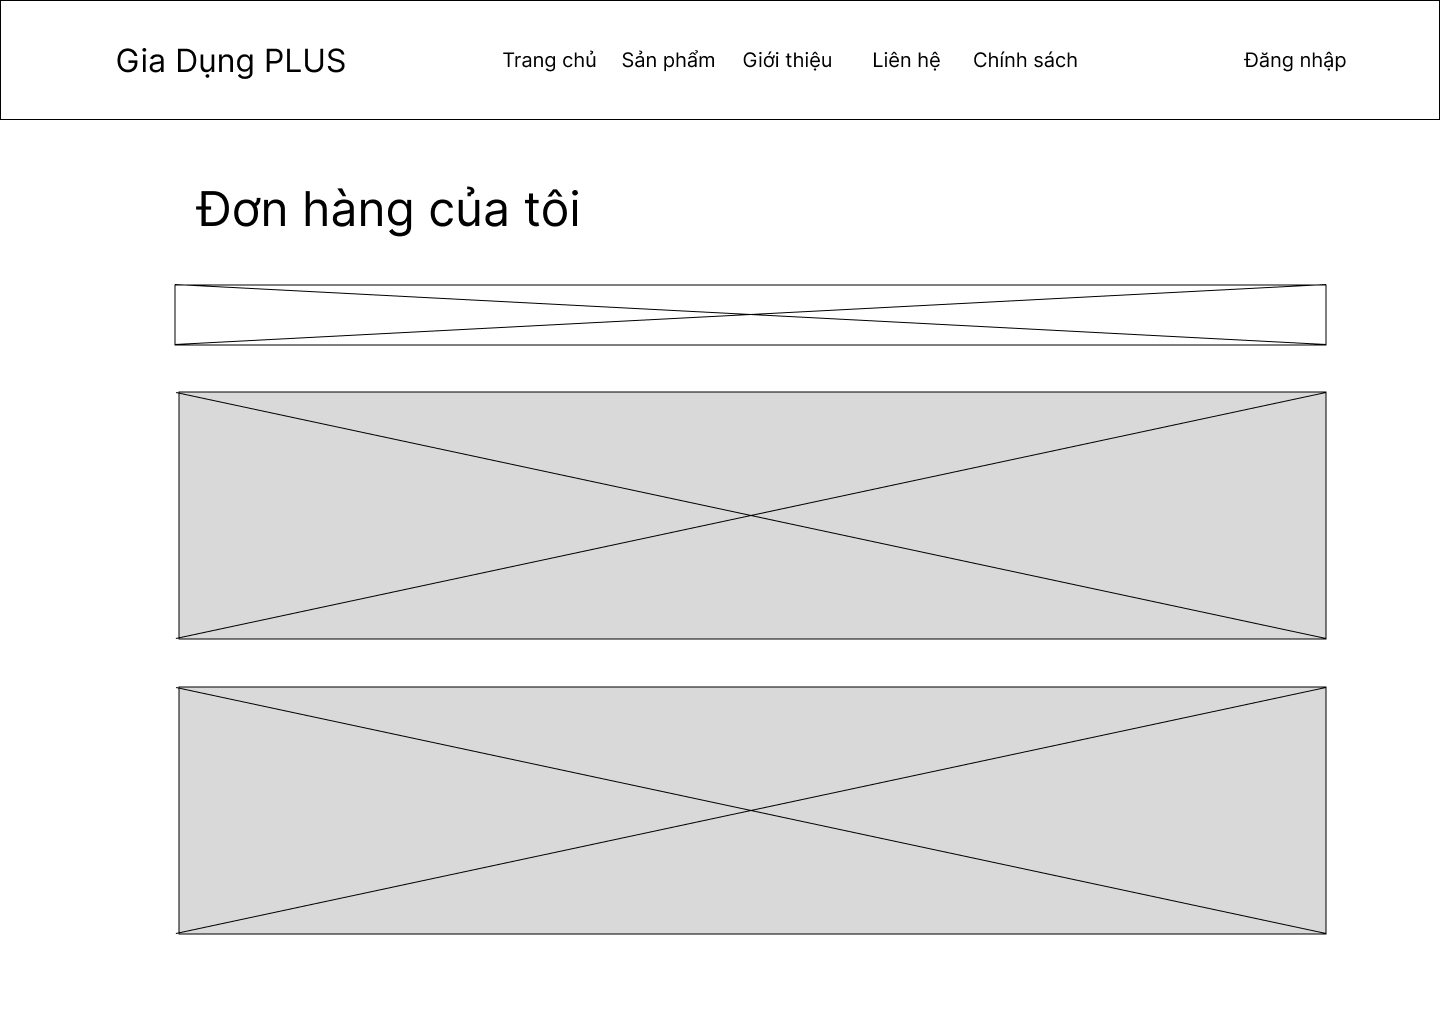 Gia Dụng PLUS Trang chủ Sản phẩm Giới thiệu Liên hệ Chính sách Đăng nhập
Đơn hàng của tôi